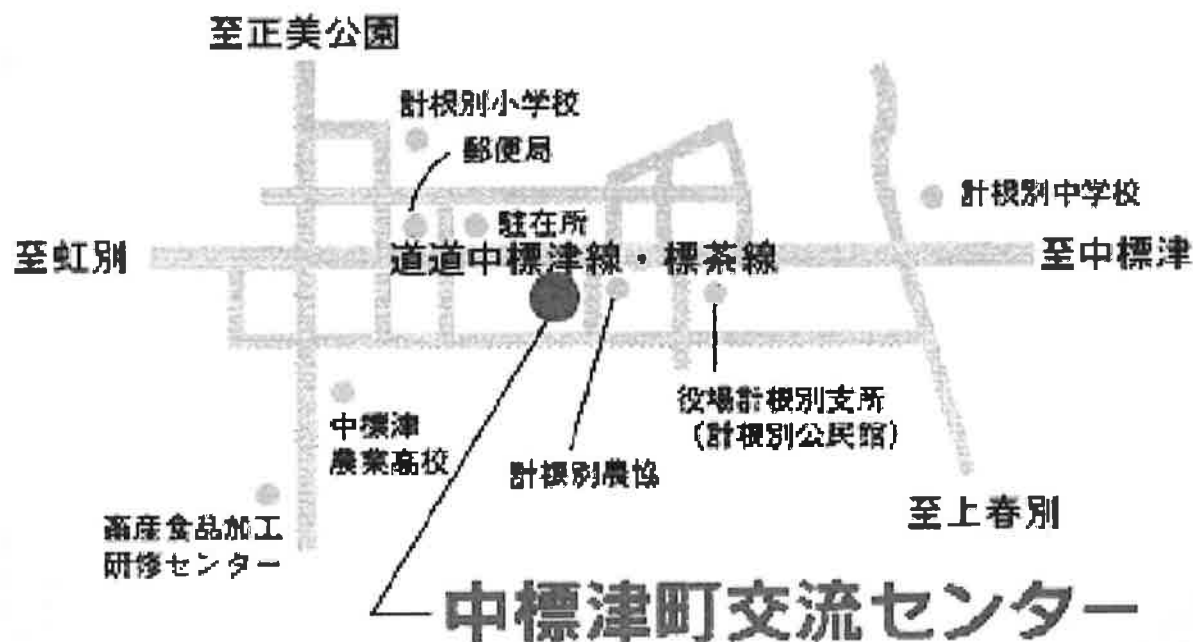 至正美公園
計根別小学校
郵便局
計根別中学校
駐在所
至虹別
道道中標津線・標茶線
至中標津
役場計根別支所
(計根別公民館)
中標津
農業高校
計根別農協
至上春別
畜産食品加工
研修センター
中標津町交流センター